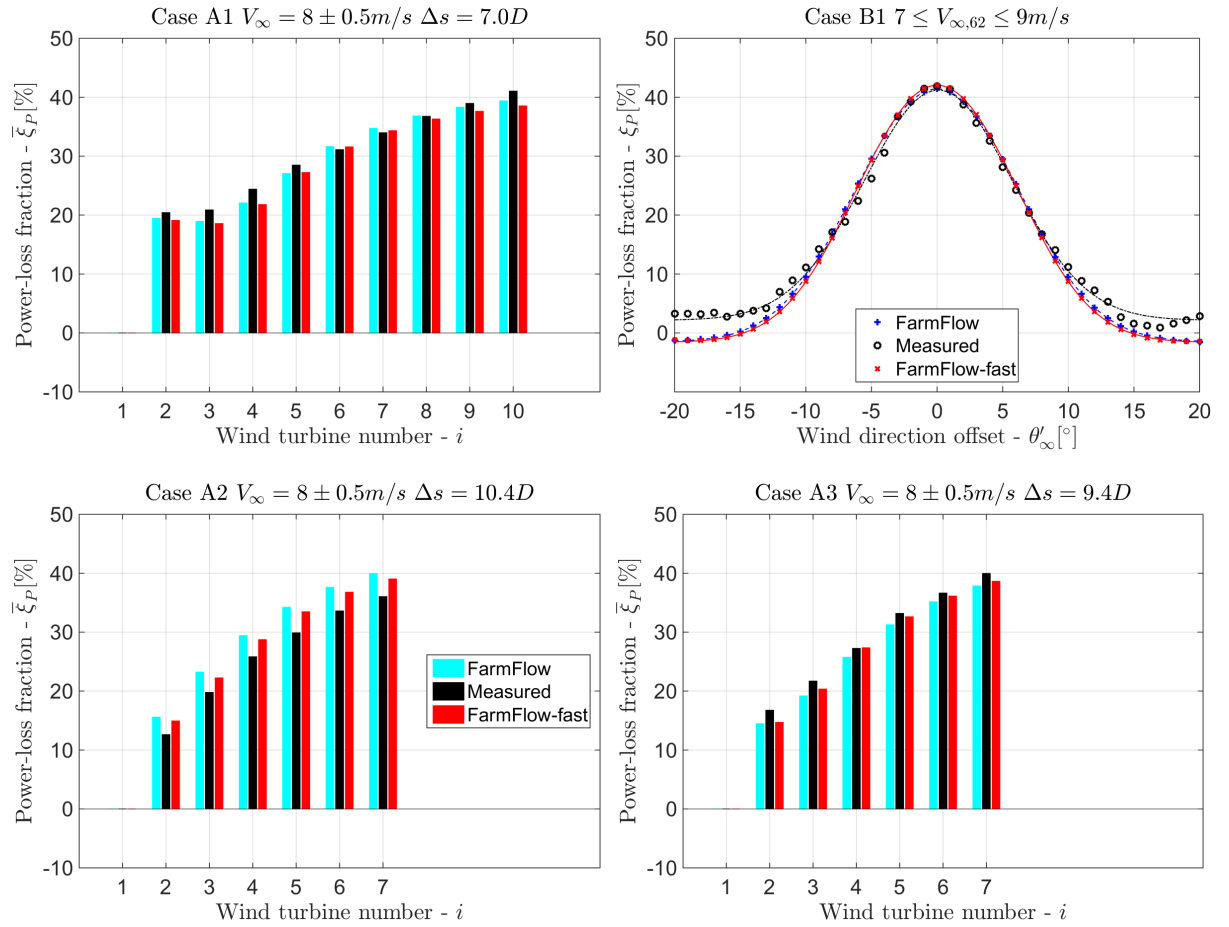 Case A1 V∞ = 8 ± 0.5m/s Δs = 7.0D
50
40
30
20
10
0
-10
Power-loss fraction - ξ̅_P[%]
1 2 3 4 5 6 7 8 9 10
Wind turbine number - i
Case B1 7 ≤ V∞,62 ≤ 9m/s
50
40
30
20
10
0
-10
Power-loss fraction - ξ_P[%]
FarmFlow
Measured
FarmFlow-fast
-20 -15 -10 -5 0 5 10 15 20
Wind direction offset - θ′∞[°]
Case A2 V∞ = 8 ± 0.5m/s Δs = 10.4D
50
40
30
20
10
0
-10
Power-loss fraction - ξ̅_P[%]
FarmFlow
Measured
FarmFlow-fast
1 2 3 4 5 6 7
Wind turbine number - i
Case A3 V∞ = 8 ± 0.5m/s Δs = 9.4D
50
40
30
20
10
0
-10
Power-loss fraction - ξ̅_P[%]
1 2 3 4 5 6 7
Wind turbine number - i